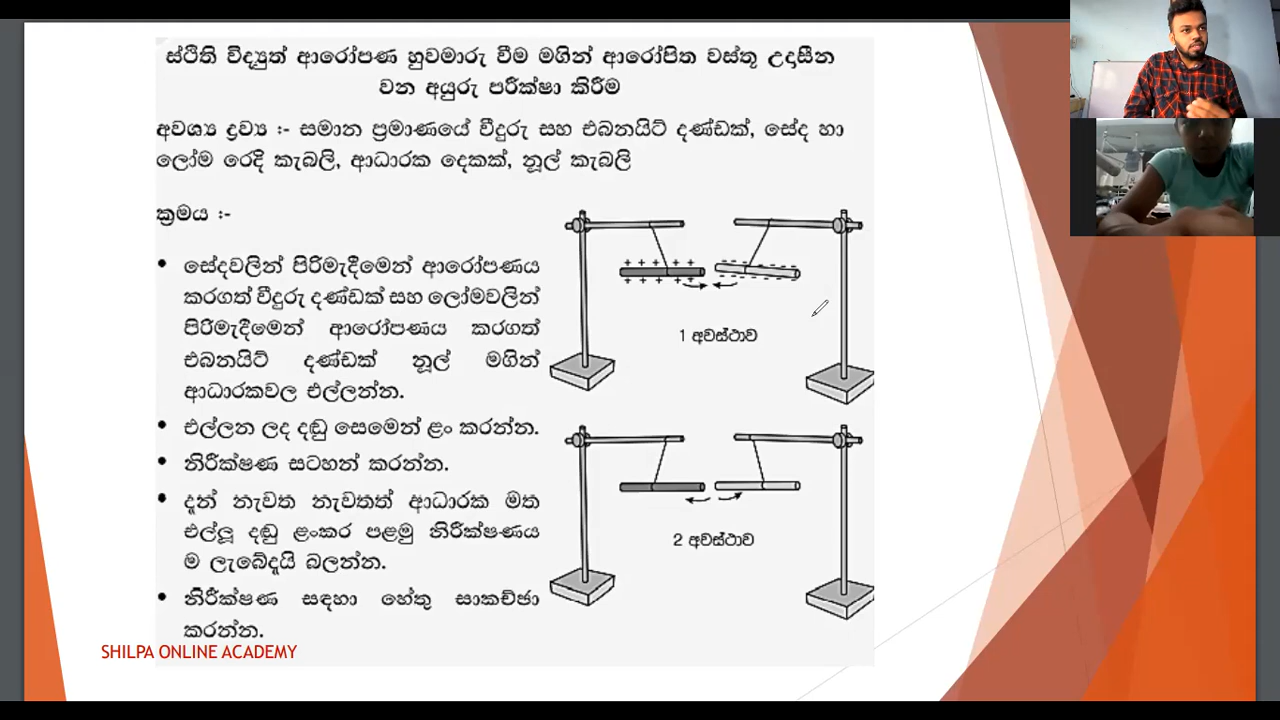 ස්ථිති විද්‍යුත් ආරෝපණ හුවමාරු වීම මගින් ආරෝපිත වස්තු උදාසීන
වන අයුරු පරීක්ෂා කිරීම
අවශ්‍ය ද්‍රව්‍ය :- සමාන ප්‍රමාණයේ වීදුරු සහ එබනයිට් දණ්ඩක්, සේද හා
ලෝම රෙදි කැබලි, ආධාරක දෙකක්, නූල් කැබලි
ක්‍රමය :-
• සේදවලින් පිරිමැදීමෙන් ආරෝපණය
කරගත් වීදුරු දණ්ඩක් සහ ලෝමවලින්
පිරිමැදීමෙන් ආරෝපණය කරගත්
එබනයිට් දණ්ඩක් නූල් මගින්
ආධාරකවල එල්ලන්න.
• එල්ලන ලද දඬු සෙමෙන් ළං කරන්න.
• නිරීක්ෂණ සටහන් කරන්න.
• දැන් නැවත නැවතත් ආධාරක මත
එල්ලූ දඬු ළංකර පළමු නිරීක්ෂණය
ම ලැබේදැයි බලන්න.
• නිරීක්ෂණ සඳහා හේතු සාකච්ඡා
කරන්න.
1 අවස්ථාව
2 අවස්ථාව
SHILPA ONLINE ACADEMY